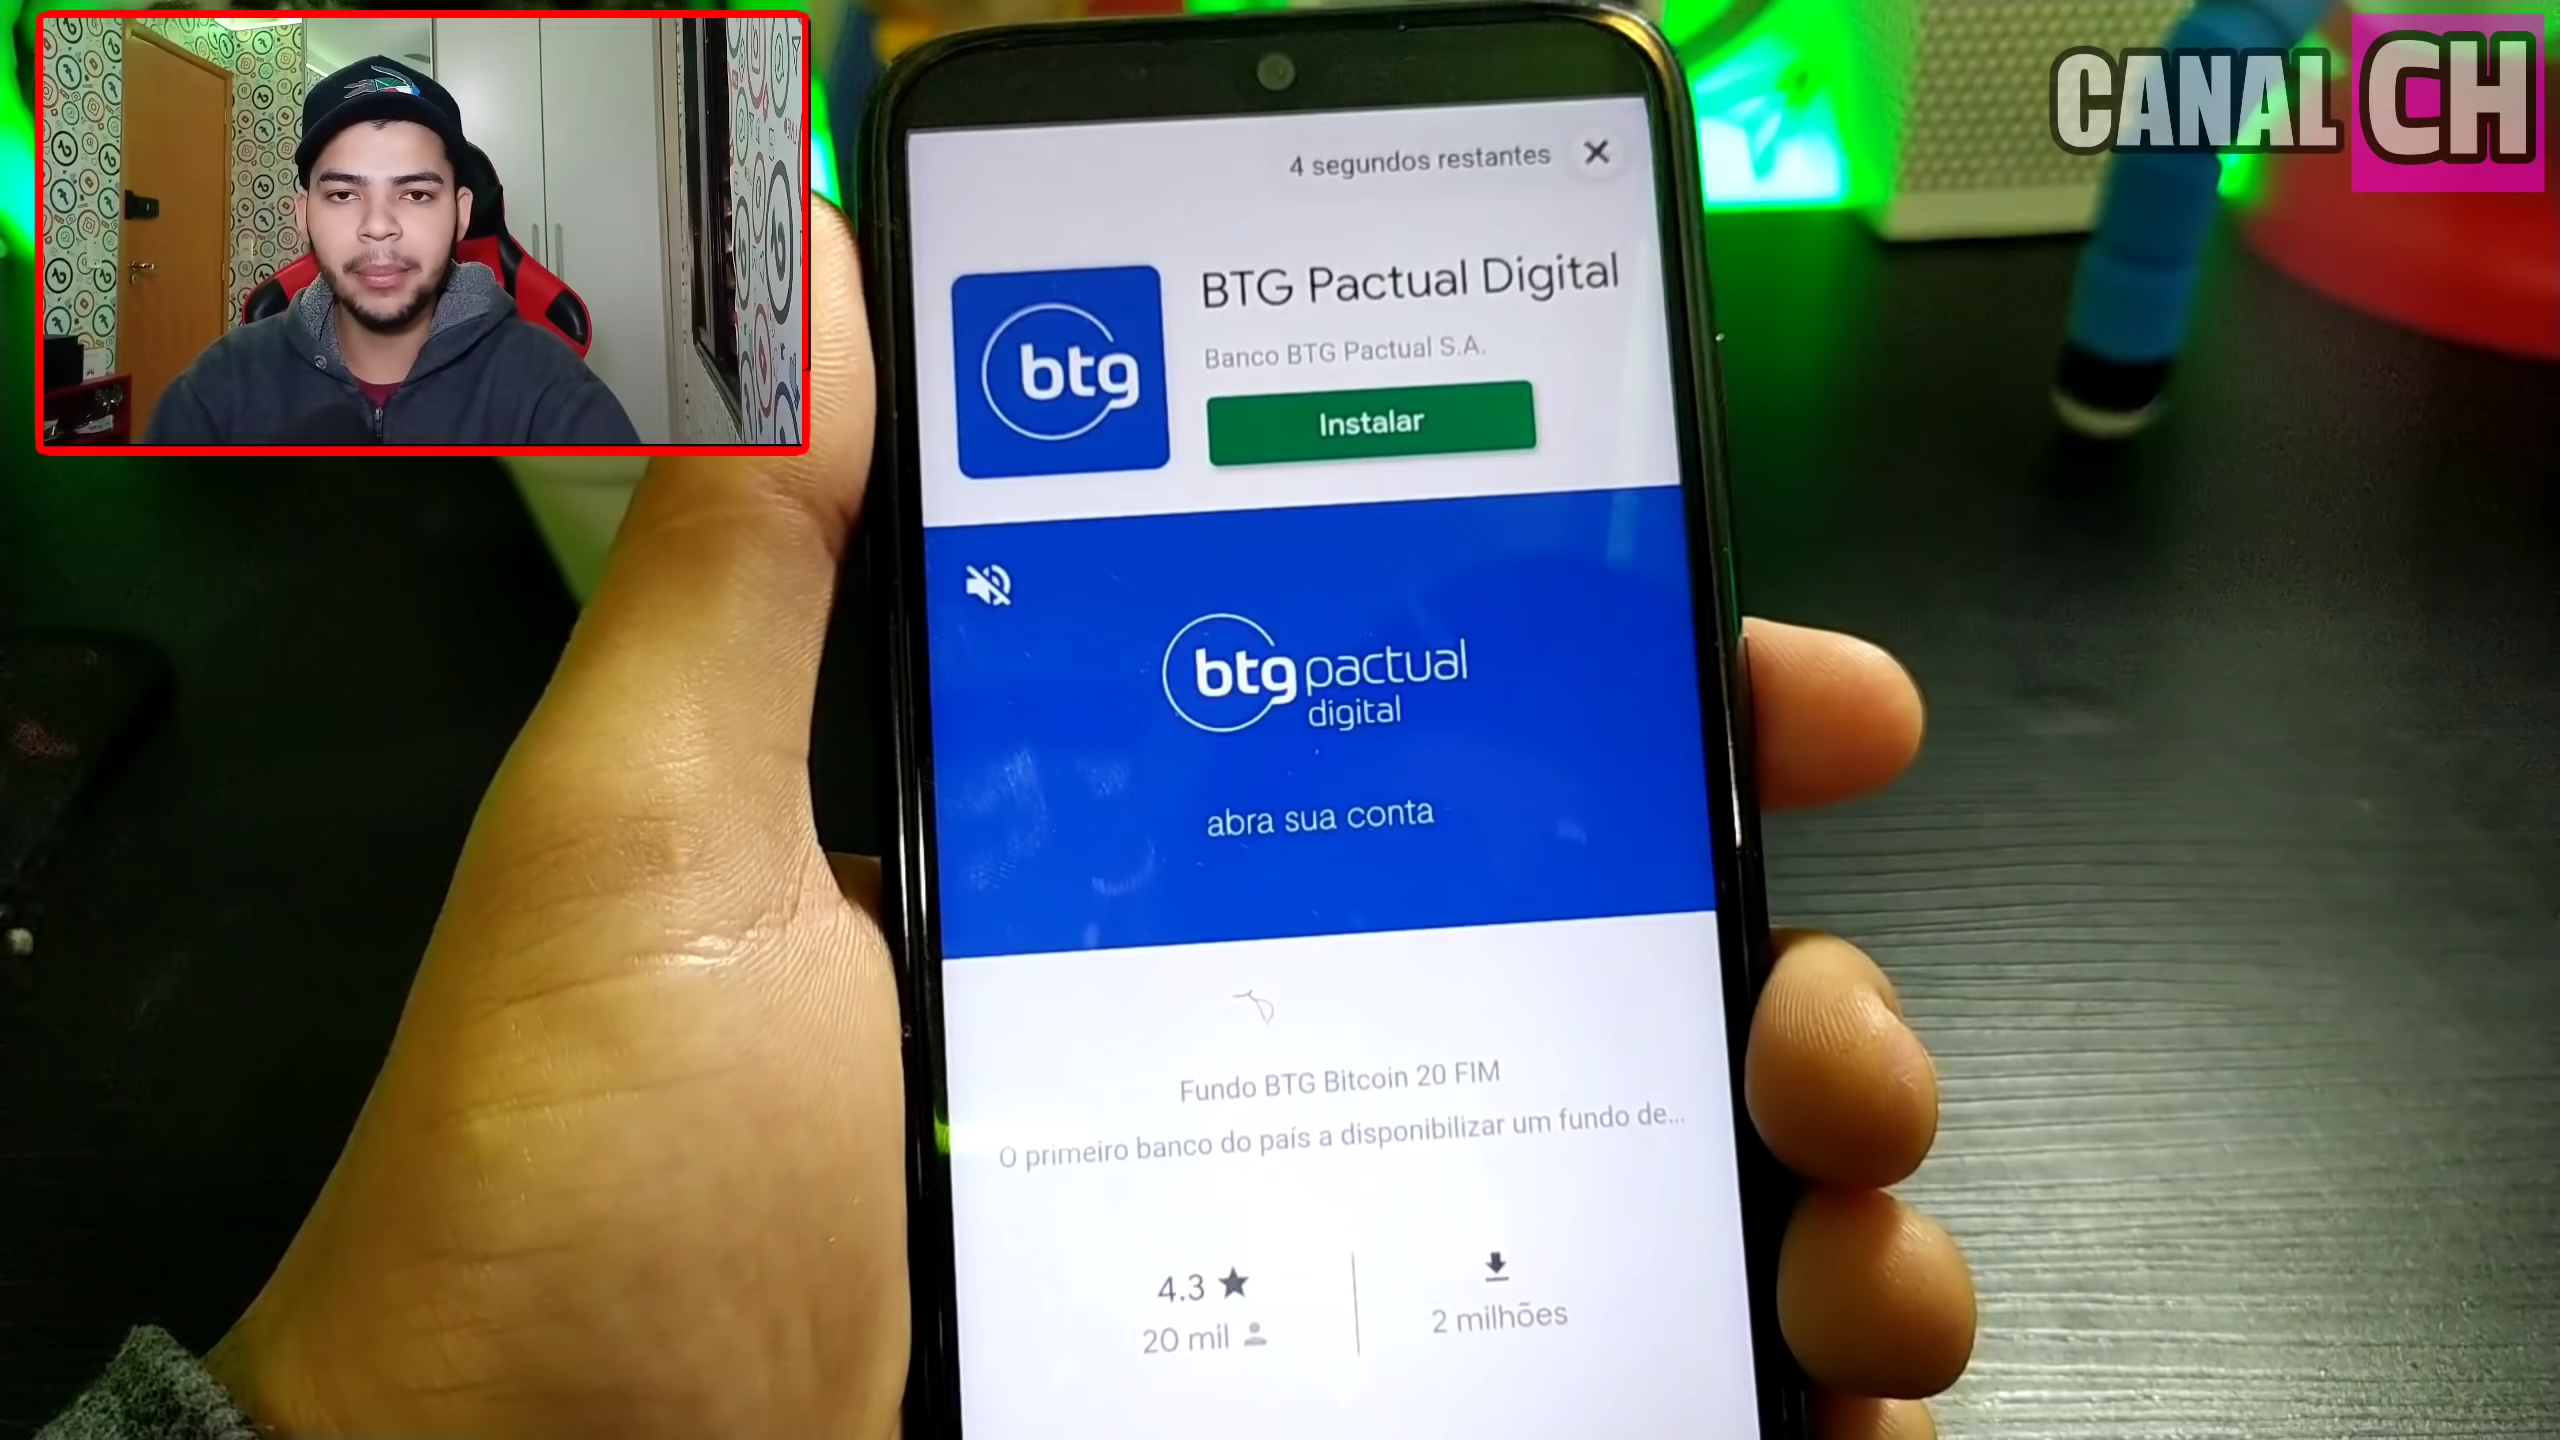 CANAL CH
4 segundos restantes
BTG Pactual Digital
Banco BTG Pactual S.A.
btg
Instalar
btg pactual
digital
abra sua conta
Fundo BTG Bitcoin 20 FIM
O primeiro banco do país a disponibilizar um fundo de...
4.3
20 mil
2 milhões